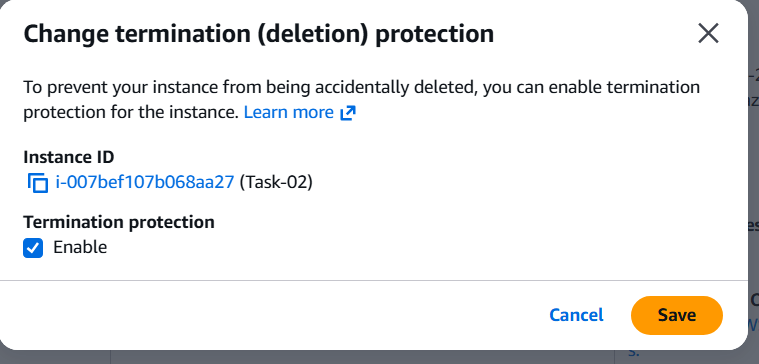 Change termination (deletion) protection
To prevent your instance from being accidentally deleted, you can enable termination
protection for the instance. Learn more
Instance ID
i-007bef107b068aa27 (Task-02)
Termination protection
Enable
Cancel
Save